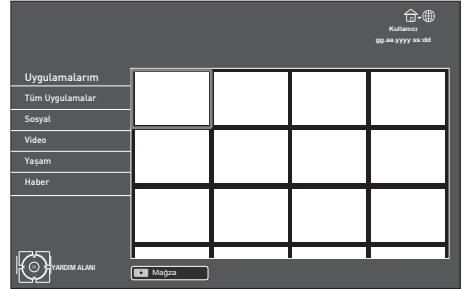 Kullanıcı
gg.aa.yyyy ss:dd
Uygulamalarım
Tüm Uygulamalar
Sosyal
Video
Yaşam
Haber
YARDIM ALANI
Mağza